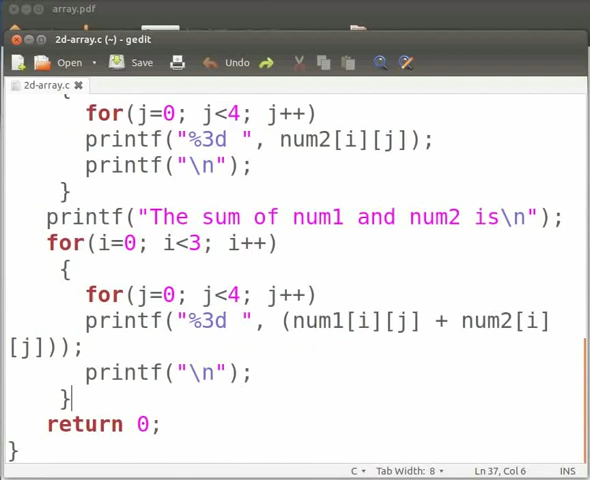 array.pdf
2d-array.c (~) - gedit
Open Save Undo
2d-array.c
{
for(j=0; j<4; j++)
printf("%3d ", num2[i][j]);
printf("\n");
}
printf("The sum of num1 and num2 is\n");
for(i=0; i<3; i++)
{
for(j=0; j<4; j++)
printf("%3d ", (num1[i][j] + num2[i]
[j]));
printf("\n");
}
return 0;
}
C Tab Width: 8 Ln 37, Col 6 INS